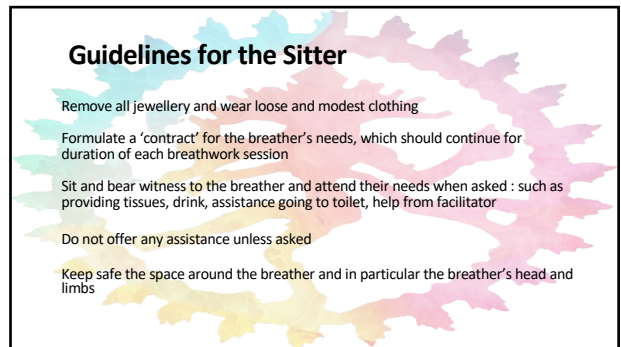 Guidelines for the Sitter
Remove all jewellery and wear loose and modest clothing
Formulate a ‘contract’ for the breather’s needs, which should continue for
duration of each breathwork session
Sit and bear witness to the breather and attend their needs when asked : such as
providing tissues, drink, assistance going to toilet, help from facilitator
Do not offer any assistance unless asked
Keep safe the space around the breather and in particular the breather’s head and
limbs